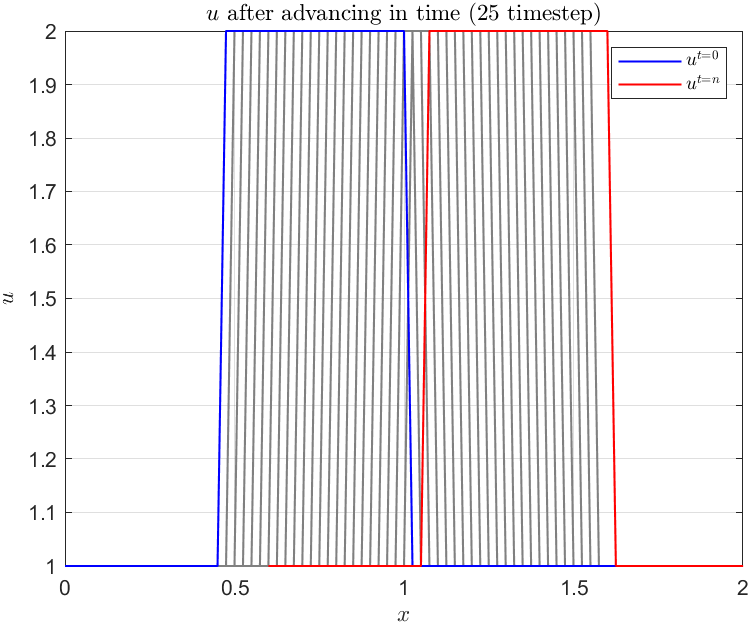 u after advancing in time (25 timestep)
u^{t=0}
u^{t=n}
2
1.9
1.8
1.7
1.6
1.5
1.4
1.3
1.2
1.1
1
u
0 0.5 1 1.5 2
x